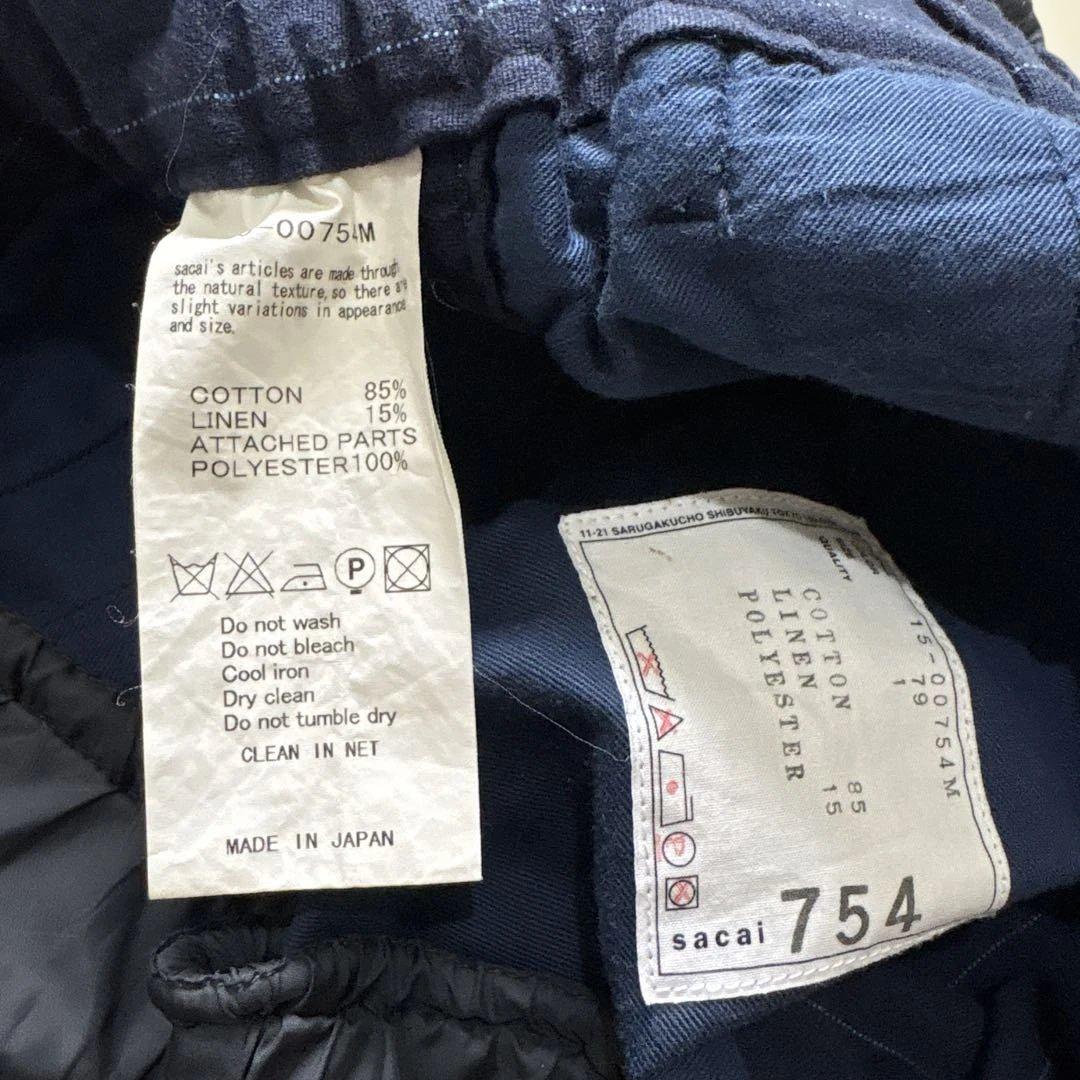 -00754M
sacai's articles are made through
the natural texture, so there are
slight variations in appearance
and size.
COTTON 85%
LINEN 15%
ATTACHED PARTS
POLYESTER100%
P
Do not wash
Do not bleach
Cool iron
Dry clean
Do not tumble dry
CLEAN IN NET
MADE IN JAPAN
11-21 SARUGAKUCHO SHIBUYAKU TOKYO
QUALITY
15-00754M
79
1
COTTON 85
LINEN 15
POLYESTER
P
sacai 754